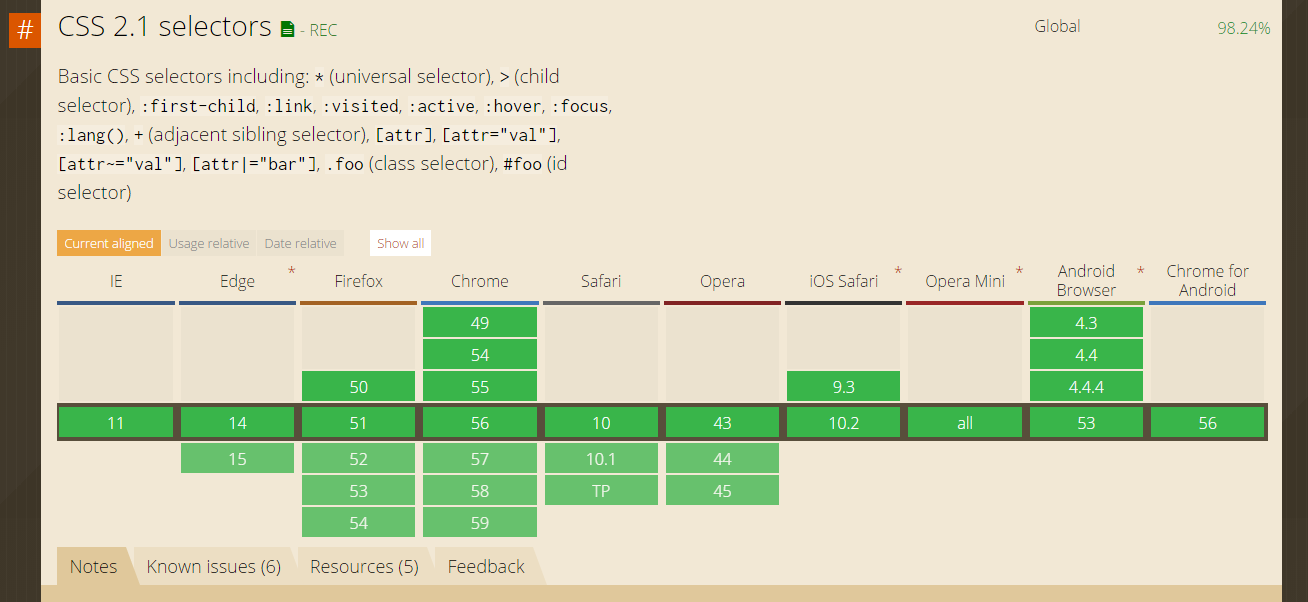 #
CSS 2.1 selectors - REC
Global 98.24%
Basic CSS selectors including: * (universal selector), > (child
selector), :first-child, :link, :visited, :active, :hover, :focus,
:lang(), + (adjacent sibling selector), [attr], [attr="val"],
[attr~="val"], [attr|="bar"], .foo (class selector), #foo (id
selector)
Current aligned Usage relative Date relative Show all
IE Edge * Firefox Chrome Safari Opera iOS Safari * Opera Mini * Android Browser * Chrome for Android
49 4.3
54 4.4
50 55 9.3 4.4.4
11 14 51 56 10 43 10.2 all 53 56
15 52 57 10.1 44
53 58 TP 45
54 59
Notes Known issues (6) Resources (5) Feedback